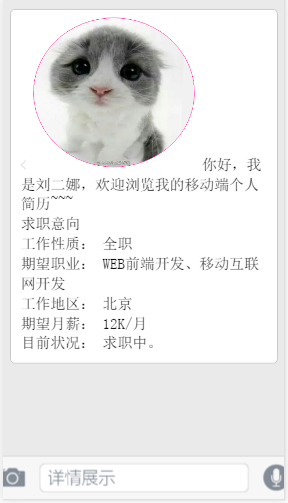 你好，我
是刘二娜，欢迎浏览我的移动端个人
简历~~~
求职意向
工作性质： 全职
期望职业： WEB前端开发、移动互联
网开发
工作地区： 北京
期望月薪： 12K/月
目前状况： 求职中。
详情展示